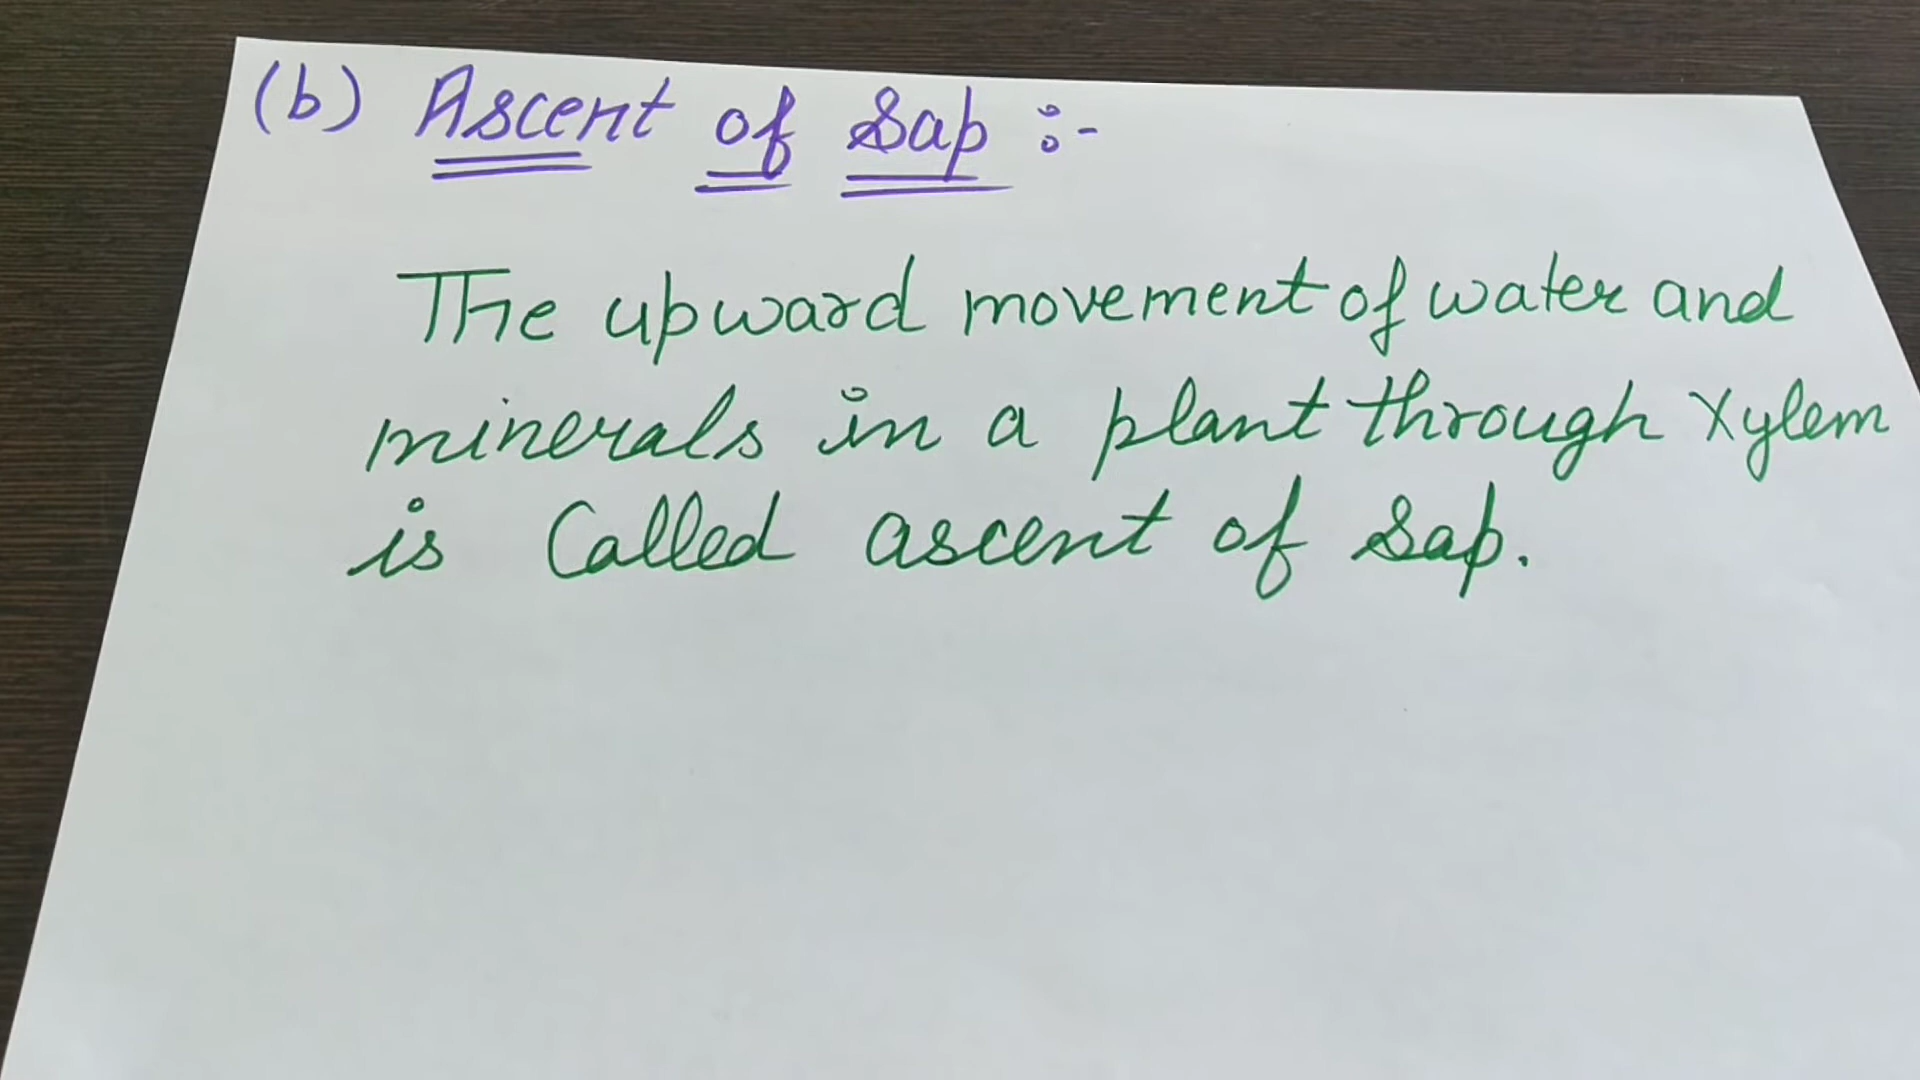 (b) Ascent of Sap :-
The upward movement of water and
minerals in a plant through Xylem
is Called ascent of Sap.